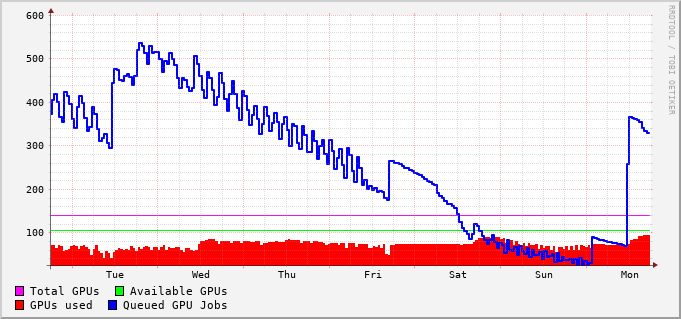 600
500
400
300
200
100
Tue Wed Thu Fri Sat Sun Mon
Total GPUs Available GPUs
GPUs used Queued GPU Jobs
RRDTOOL / TOBI OETIKER